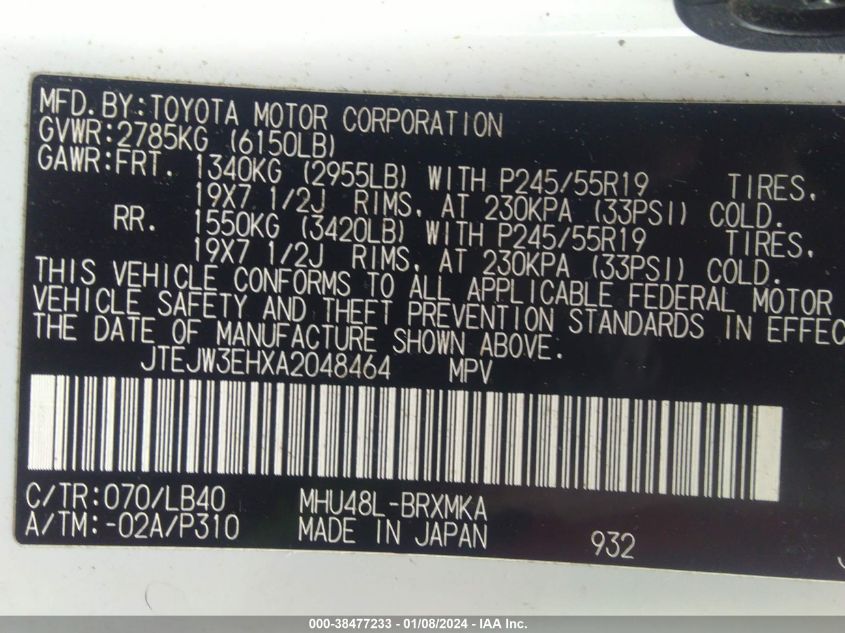 MFD. BY: TOYOTA MOTOR CORPORATION
GVWR: 2785KG (6150LB)
GAWR: FRT. 1340KG (2955LB) WITH P245/55R19 TIRES,
19X7 1/2J RIMS, AT 230KPA (33PSI) COLD.
RR. 1550KG (3420LB) WITH P245/55R19 TIRES,
19X7 1/2J RIMS, AT 230KPA (33PSI) COLD.
THIS VEHICLE CONFORMS TO ALL APPLICABLE FEDERAL MOTOR
VEHICLE SAFETY AND THEFT PREVENTION STANDARDS IN EFFEC
THE DATE OF MANUFACTURE SHOWN ABOVE.
JTEJW3EHXA2048464 MPV
C/TR: 070/LB40 MHU48L-BRXMKA
A/TM: -02A/P310 MADE IN JAPAN 932
000-38477233 - 01/08/2024 - IAA Inc.